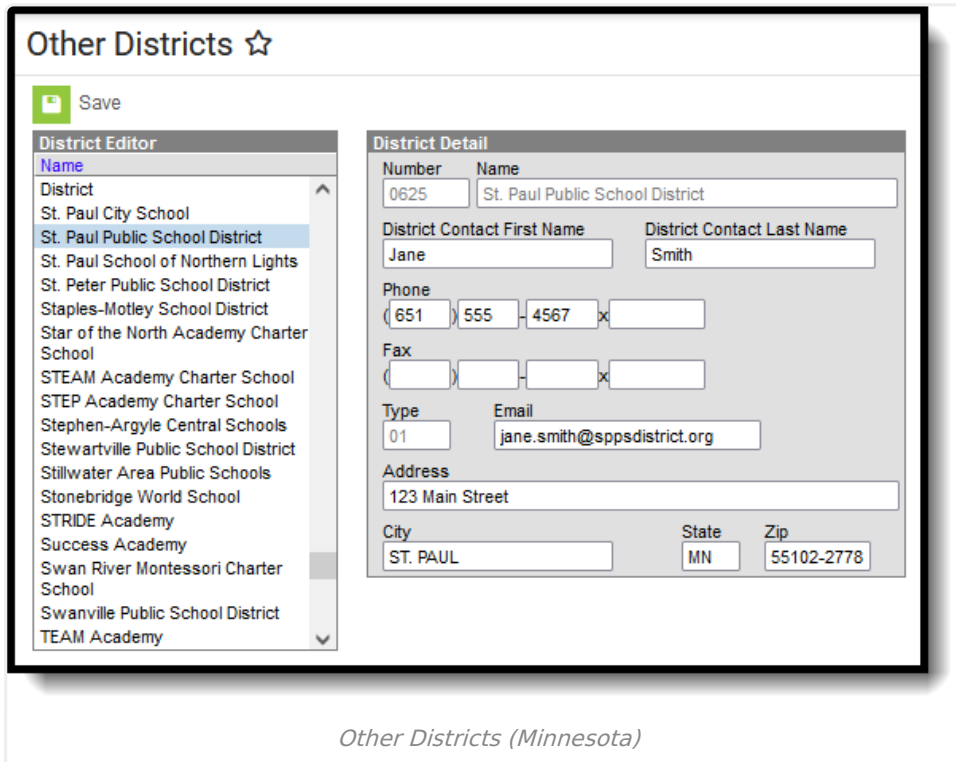 Other Districts
Save
District Editor
Name
District
St. Paul City School
St. Paul Public School District
St. Paul School of Northern Lights
St. Peter Public School District
Staples-Motley School District
Star of the North Academy Charter
School
STEAM Academy Charter School
STEP Academy Charter School
Stephen-Argyle Central Schools
Stewartville Public School District
Stillwater Area Public Schools
Stonebridge World School
STRIDE Academy
Success Academy
Swan River Montessori Charter
School
Swanville Public School District
TEAM Academy
District Detail
Number Name
0625 St. Paul Public School District
District Contact First Name District Contact Last Name
Jane Smith
Phone
(651)555-4567x
Fax
( ) - x
Type Email
01 jane.smith@sppsdistrict.org
Address
123 Main Street
City State Zip
ST. PAUL MN 55102-2778
Other Districts (Minnesota)